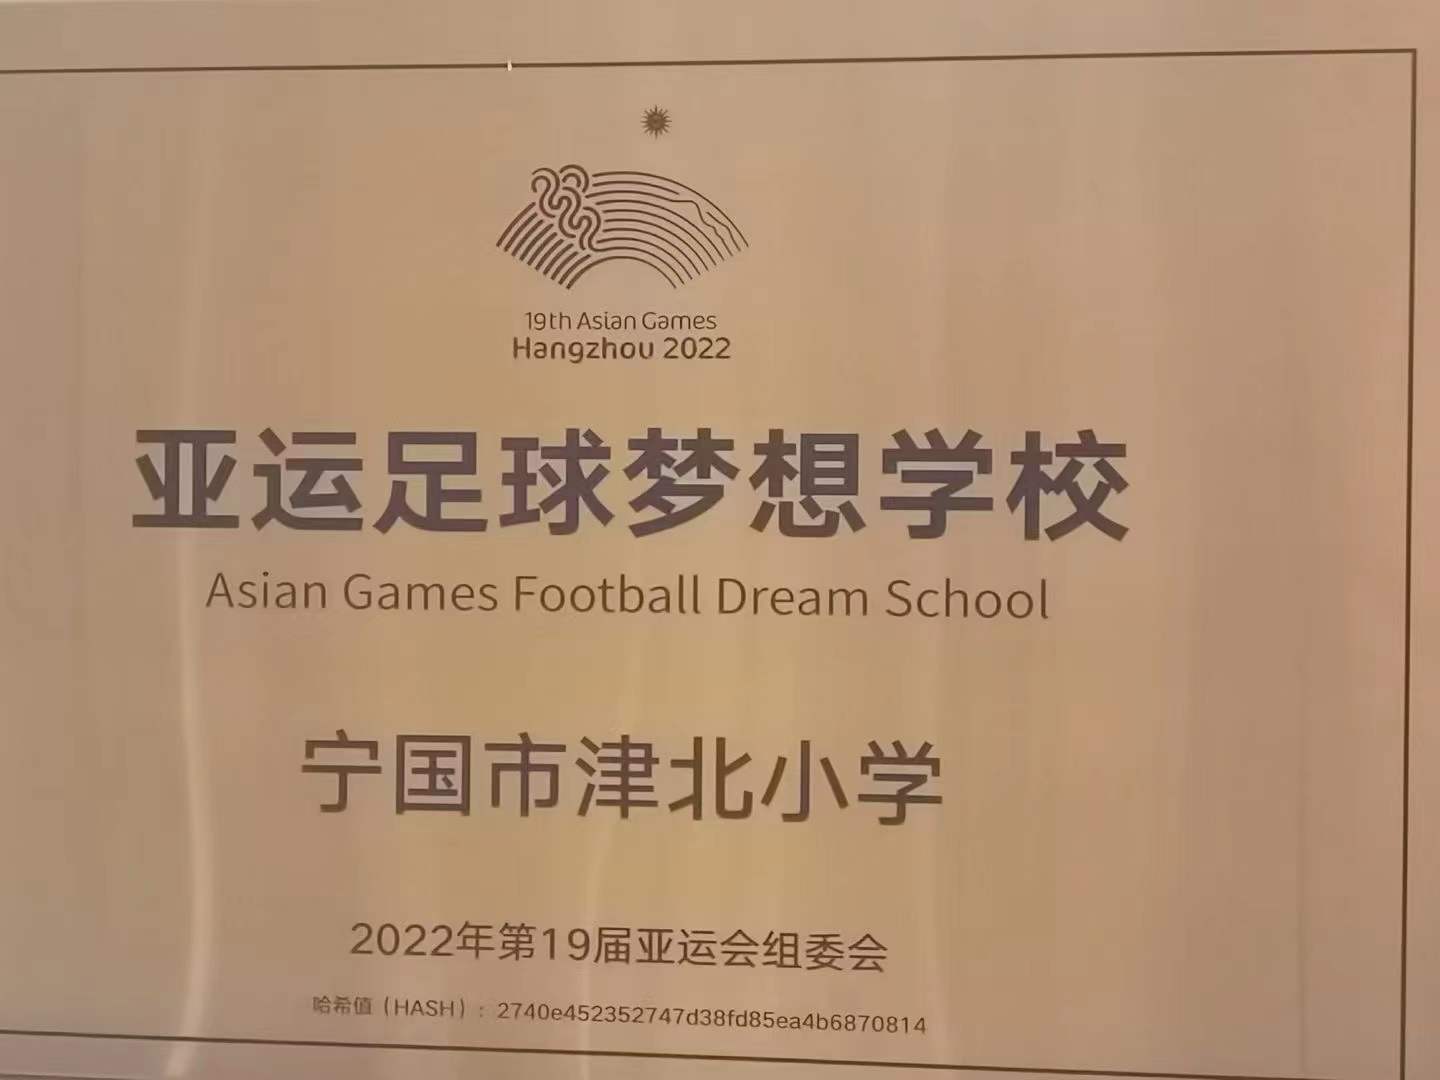 19th Asian Games
Hangzhou 2022
亚运足球梦想学校
Asian Games Football Dream School
宁国市津北小学
2022年第19届亚运会组委会
哈希值（HASH）: 2740e452352747d38fd85ea4b6870814